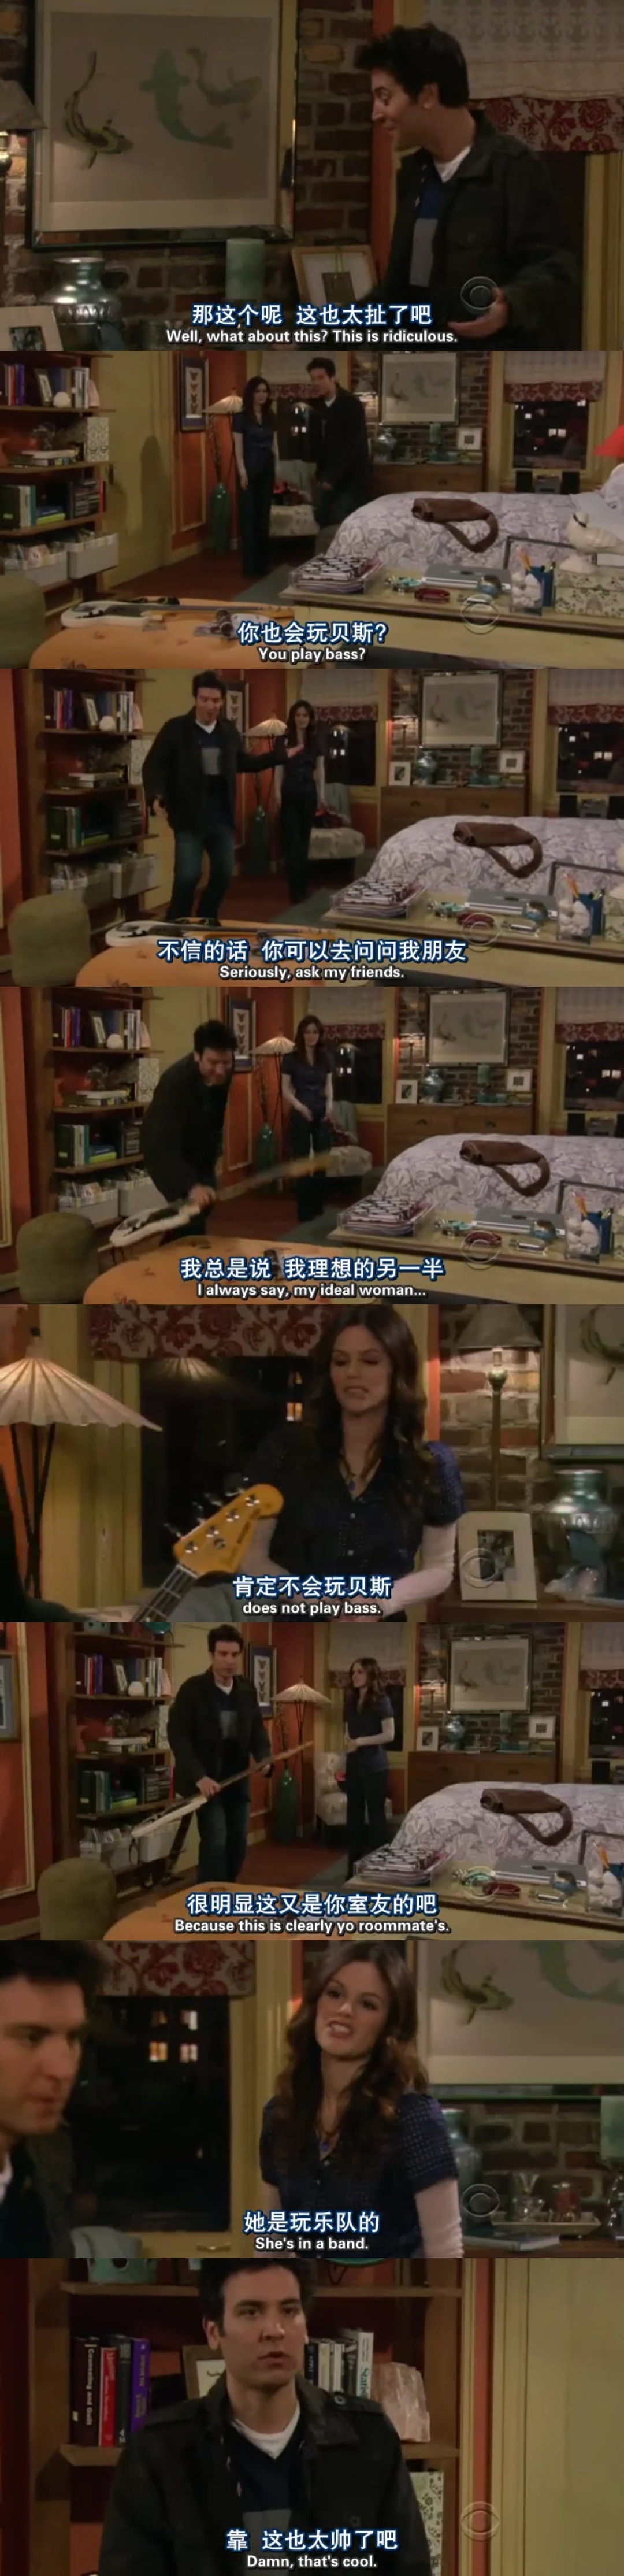 那这个呢 这也太扯了吧
Well, what about this? This is ridiculous.
你也会玩贝斯?
You play bass?
不信的话 你可以去问问我朋友
Seriously, ask my friends.
我总是说 我理想的另一半
I always say, my ideal woman...
肯定不会玩贝斯
does not play bass.
很明显这又是你室友的吧
Because this is clearly yo roommate's.
她是玩乐队的
She's in a band.
Counseling and Guilt
靠 这也太帅了吧
Damn, that's cool.